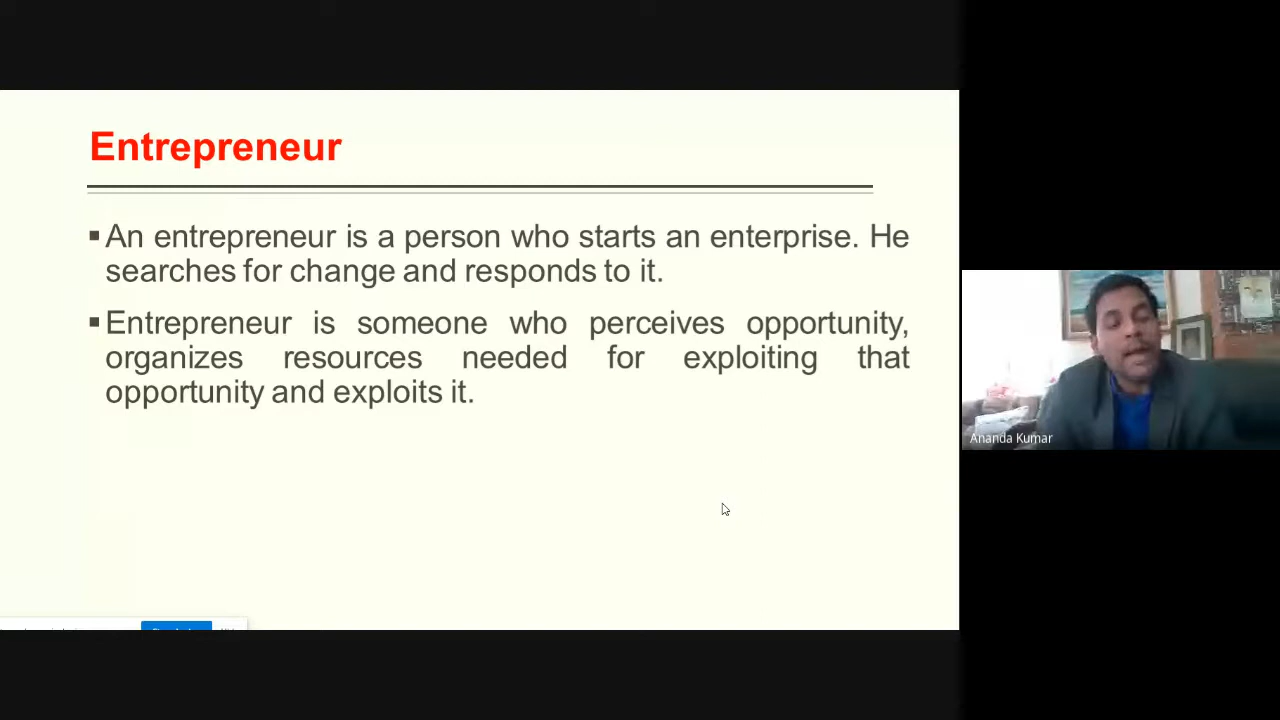 Entrepreneur
▪An entrepreneur is a person who starts an enterprise. He
searches for change and responds to it.
▪Entrepreneur is someone who perceives opportunity,
organizes resources needed for exploiting that
opportunity and exploits it.
Ananda Kumar